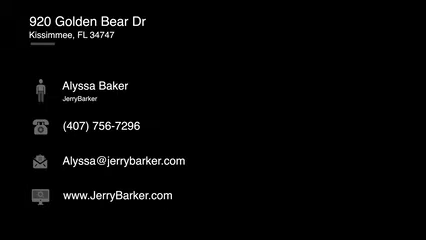 920 Golden Bear Dr
Kissimmee, FL 34747
Alyssa Baker
JerryBarker
(407) 756-7296
Alyssa@jerrybarker.com
www.JerryBarker.com